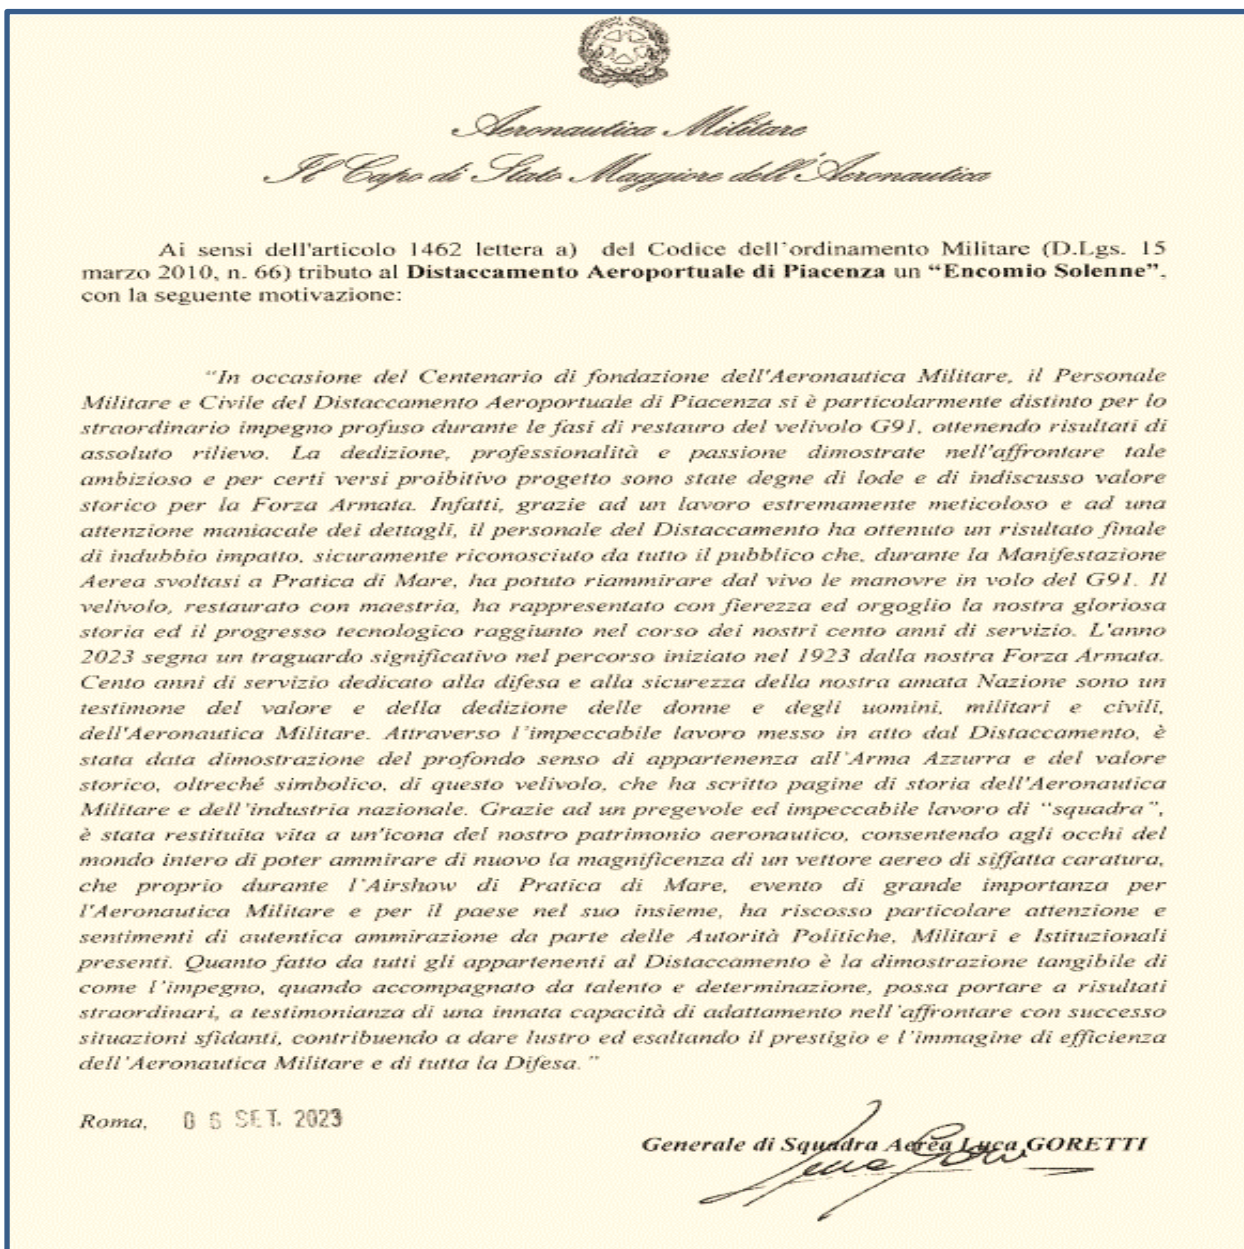 Aeronautica Militare
Il Capo di Stato Maggiore dell'Aeronautica
Ai sensi dell'articolo 1462 lettera a) del Codice dell'ordinamento Militare (D.Lgs. 15
marzo 2010, n. 66) tributo al Distaccamento Aeroportuale di Piacenza un “Encomio Solenne”,
con la seguente motivazione:
“In occasione del Centenario di fondazione dell'Aeronautica Militare, il Personale
Militare e Civile del Distaccamento Aeroportuale di Piacenza si è particolarmente distinto per lo
straordinario impegno profuso durante le fasi di restauro del velivolo G91, ottenendo risultati di
assoluto rilievo. La dedizione, professionalità e passione dimostrate nell'affrontare tale
ambizioso e per certi versi proibitivo progetto sono state degne di lode e di indiscusso valore
storico per la Forza Armata. Infatti, grazie ad un lavoro estremamente meticoloso e ad una
attenzione maniacale dei dettagli, il personale del Distaccamento ha ottenuto un risultato finale
di indubbio impatto, sicuramente riconosciuto da tutto il pubblico che, durante la Manifestazione
Aerea svoltasi a Pratica di Mare, ha potuto riammirare dal vivo le manovre in volo del G91. Il
velivolo, restaurato con maestria, ha rappresentato con fierezza ed orgoglio la nostra gloriosa
storia ed il progresso tecnologico raggiunto nel corso dei nostri cento anni di servizio. L'anno
2023 segna un traguardo significativo nel percorso iniziato nel 1923 dalla nostra Forza Armata.
Cento anni di servizio dedicato alla difesa e alla sicurezza della nostra amata Nazione sono un
testimone del valore e della dedizione delle donne e degli uomini, militari e civili,
dell'Aeronautica Militare. Attraverso l'impeccabile lavoro messo in atto dal Distaccamento, è
stata data dimostrazione del profondo senso di appartenenza all'Arma Azzurra e del valore
storico, oltreché simbolico, di questo velivolo, che ha scritto pagine di storia dell'Aeronautica
Militare e dell'industria nazionale. Grazie ad un pregevole ed impeccabile lavoro di “squadra”,
è stata restituita vita a un'icona del nostro patrimonio aeronautico, consentendo agli occhi del
mondo intero di poter ammirare di nuovo la magnificenza di un vettore aereo di siffatta caratura,
che proprio durante l'Airshow di Pratica di Mare, evento di grande importanza per
l'Aeronautica Militare e per il paese nel suo insieme, ha riscosso particolare attenzione e
sentimenti di autentica ammirazione da parte delle Autorità Politiche, Militari e Istituzionali
presenti. Quanto fatto da tutti gli appartenenti al Distaccamento è la dimostrazione tangibile di
come l'impegno, quando accompagnato da talento e determinazione, possa portare a risultati
straordinari, a testimonianza di una innata capacità di adattamento nell'affrontare con successo
situazioni sfidanti, contribuendo a dare lustro ed esaltando il prestigio e l'immagine di efficienza
dell'Aeronautica Militare e di tutta la Difesa.”
Roma, 06 SET. 2023
Generale di Squadra Aerea Luca GORETTI